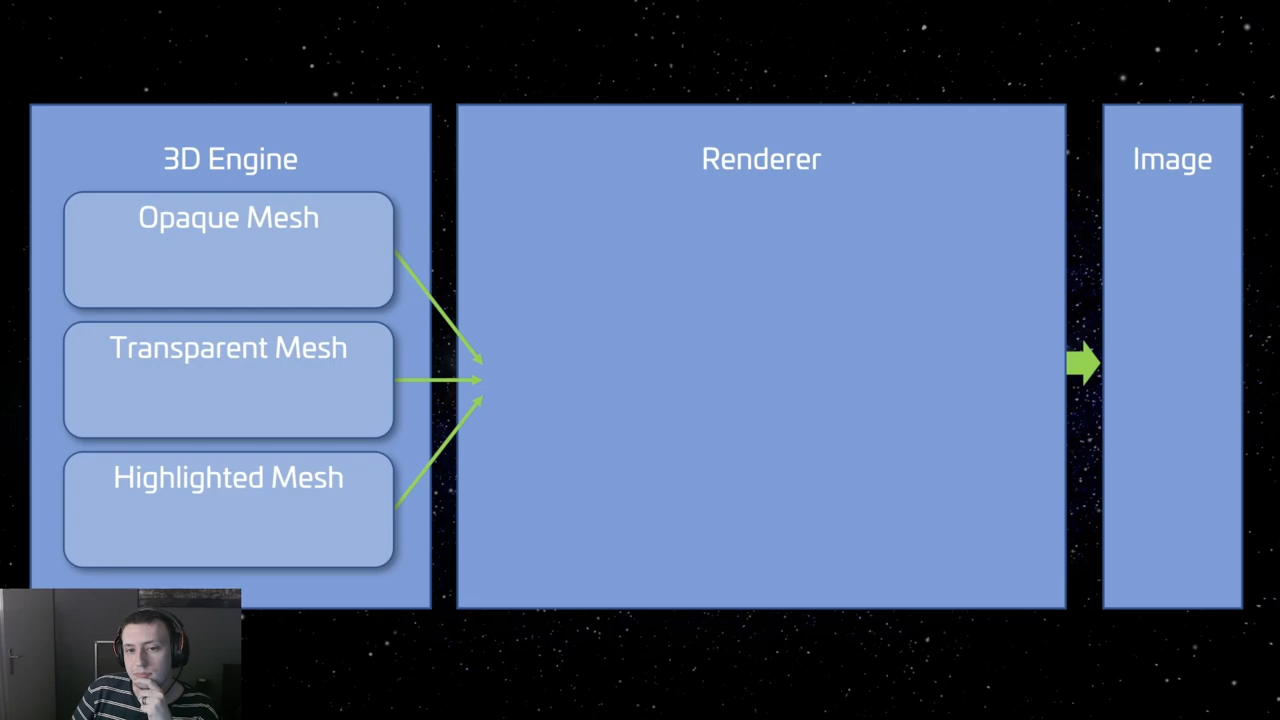 3D Engine
Opaque Mesh
Transparent Mesh
Highlighted Mesh
Renderer
Image